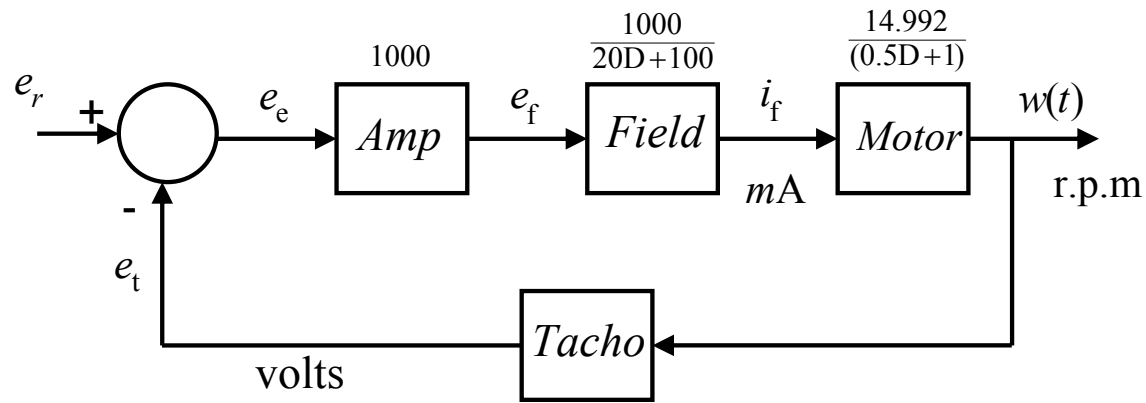 1000
1000
20D+100
14.992
(0.5D+1)
e_r
+
e_e
Amp
e_f
Field
i_f
Motor
w(t)
mA
r.p.m
-
e_t
Tacho
volts